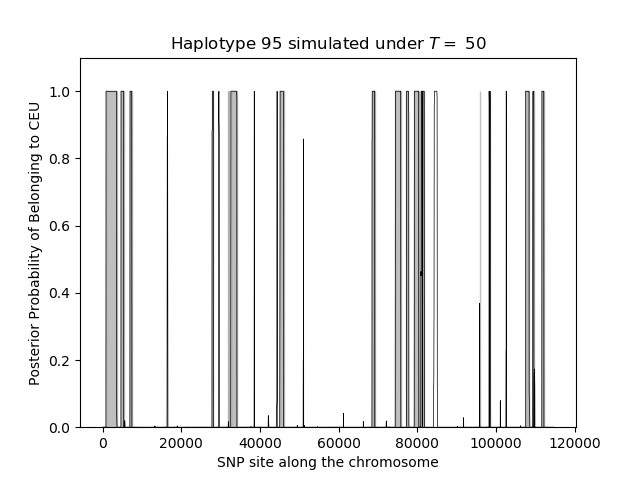 Haplotype 95 simulated under T = 50
Posterior Probability of Belonging to CEU
1.0
0.8
0.6
0.4
0.2
0.0
0 20000 40000 60000 80000 100000 120000
SNP site along the chromosome